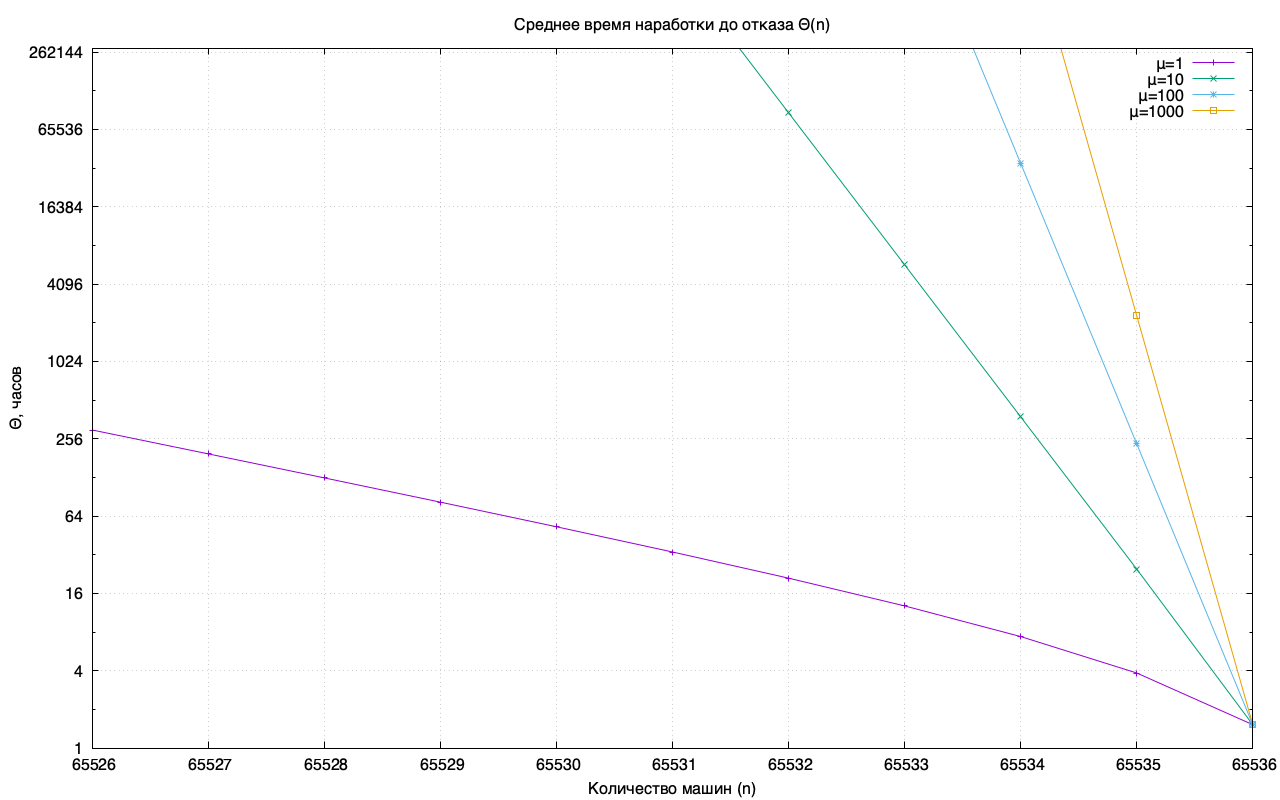 Среднее время наработки до отказа Θ(n)
262144
65536
16384
4096
1024
256
64
16
4
1
Θ, часов
μ=1
μ=10
μ=100
μ=1000
65526 65527 65528 65529 65530 65531 65532 65533 65534 65535 65536
Количество машин (n)